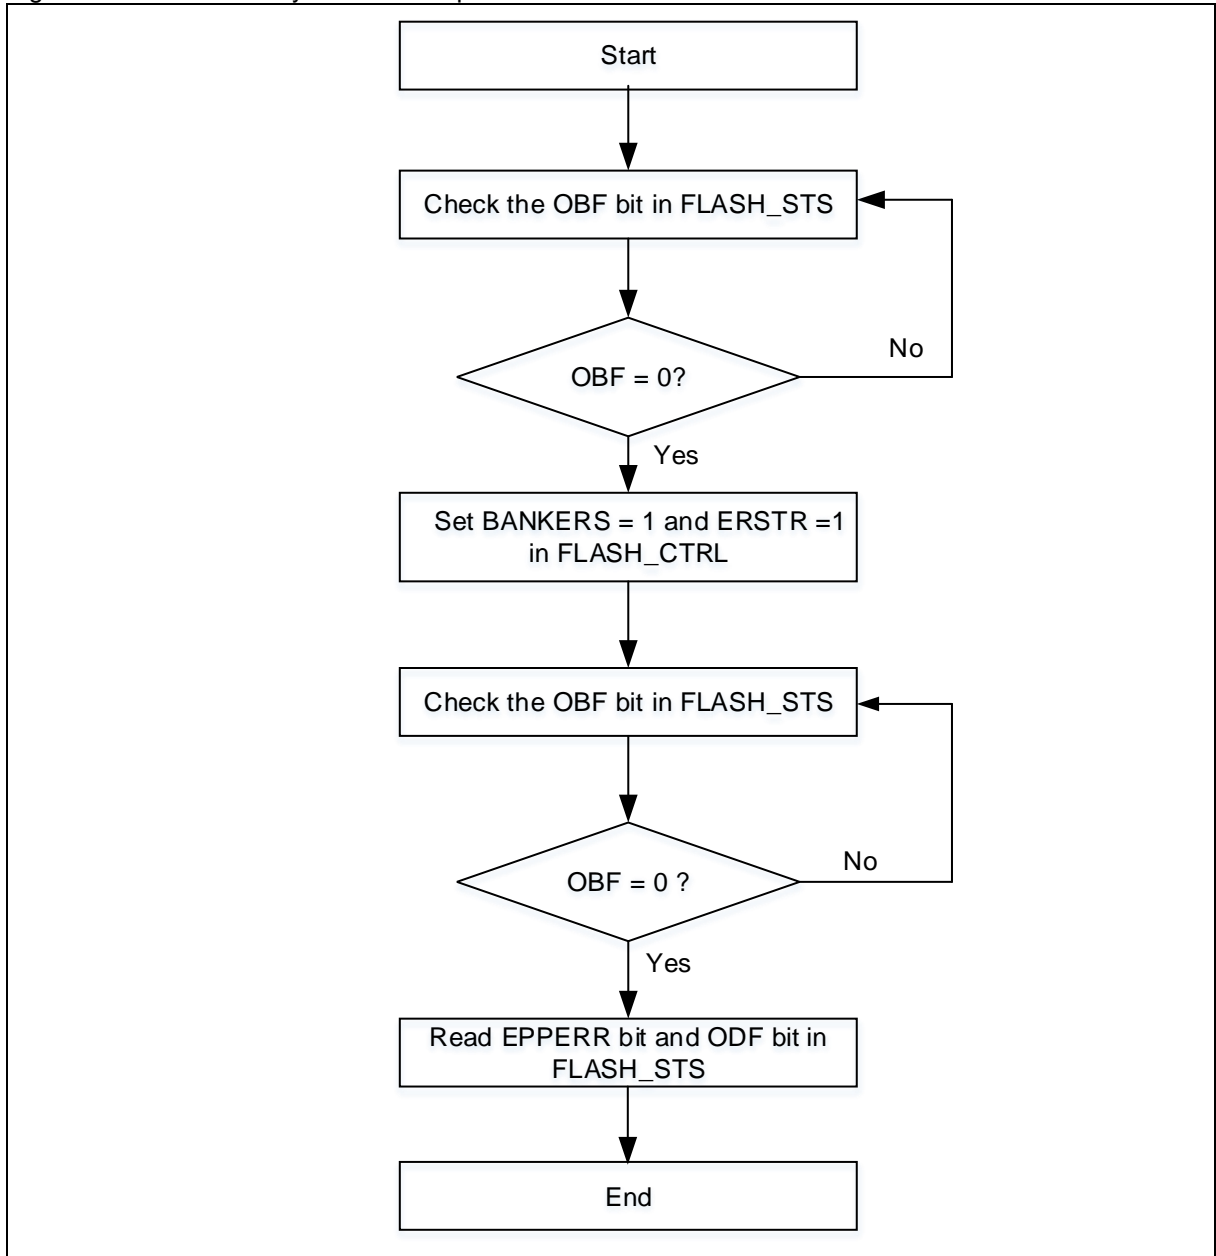 Start
Check the OBF bit in FLASH_STS
No
OBF = 0?
Yes
Set BANKERS = 1 and ERSTR =1
in FLASH_CTRL
Check the OBF bit in FLASH_STS
No
OBF = 0 ?
Yes
Read EPPERR bit and ODF bit in
FLASH_STS
End